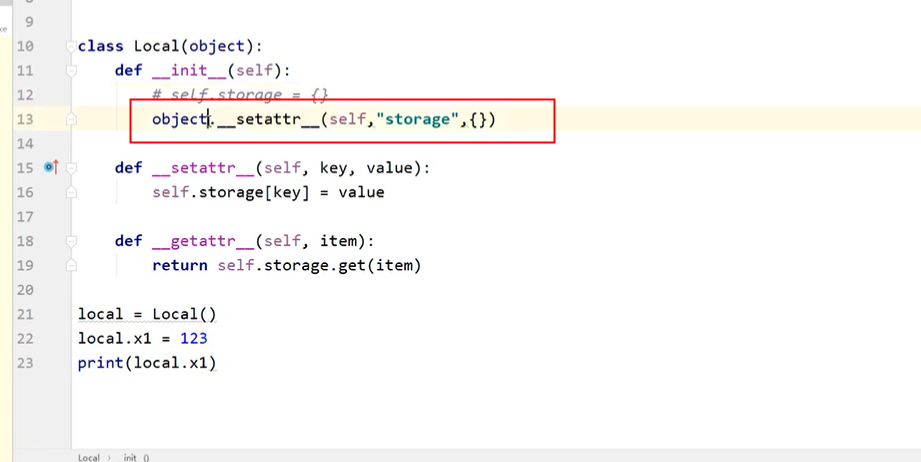 9
10 class Local(object):
11 def __init__(self):
12 # self.storage = {}
13 object.__setattr__(self,"storage",{})
14
15 def __setattr__(self, key, value):
16 self.storage[key] = value
17
18 def __getattr__(self, item):
19 return self.storage.get(item)
20
21 local = Local()
22 local.x1 = 123
23 print(local.x1)
Local › __init__()